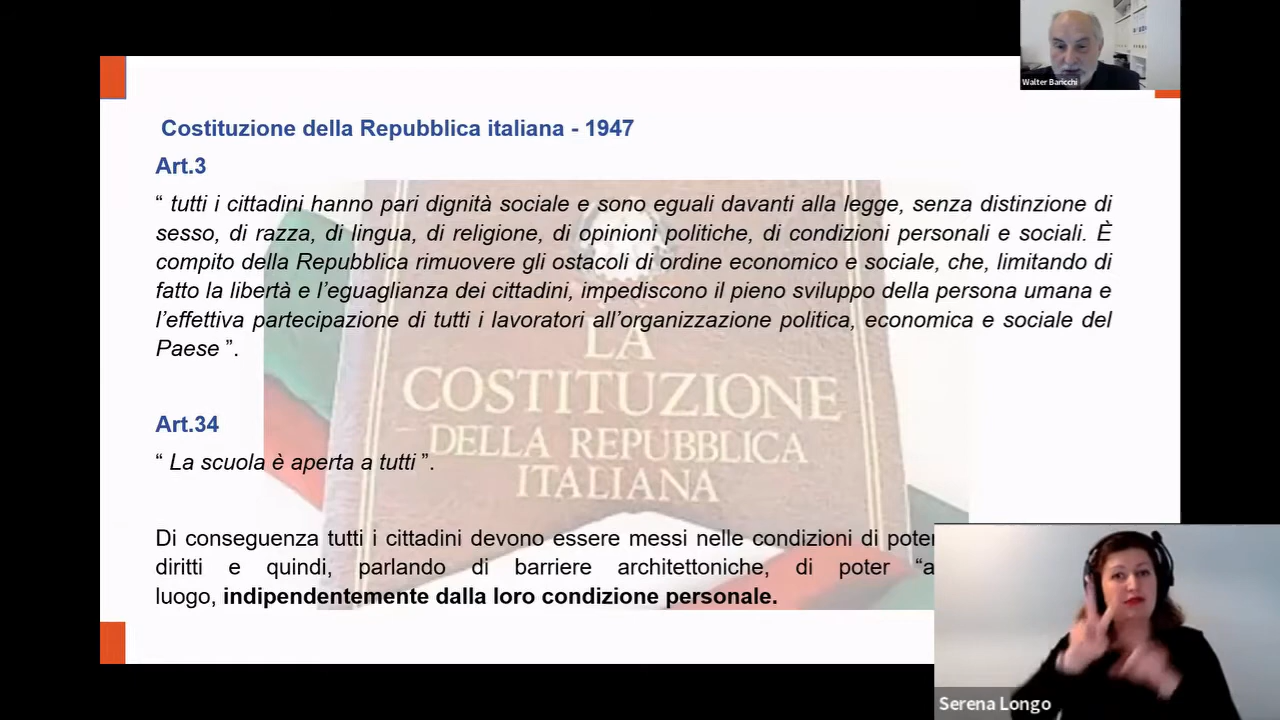 Walter Baricchi
Costituzione della Repubblica italiana - 1947
Art.3
“ tutti i cittadini hanno pari dignità sociale e sono eguali davanti alla legge, senza distinzione di
sesso, di razza, di lingua, di religione, di opinioni politiche, di condizioni personali e sociali. È
compito della Repubblica rimuovere gli ostacoli di ordine economico e sociale, che, limitando di
fatto la libertà e l’eguaglianza dei cittadini, impediscono il pieno sviluppo della persona umana e
l’effettiva partecipazione di tutti i lavoratori all’organizzazione politica, economica e sociale del
Paese ”.
LA
COSTITUZIONE
DELLA REPUBBLICA
ITALIANA
Art.34
“ La scuola è aperta a tutti ”.
Di conseguenza tutti i cittadini devono essere messi nelle condizioni di poter
diritti e quindi, parlando di barriere architettoniche, di poter “a
luogo, indipendentemente dalla loro condizione personale.
Serena Longo